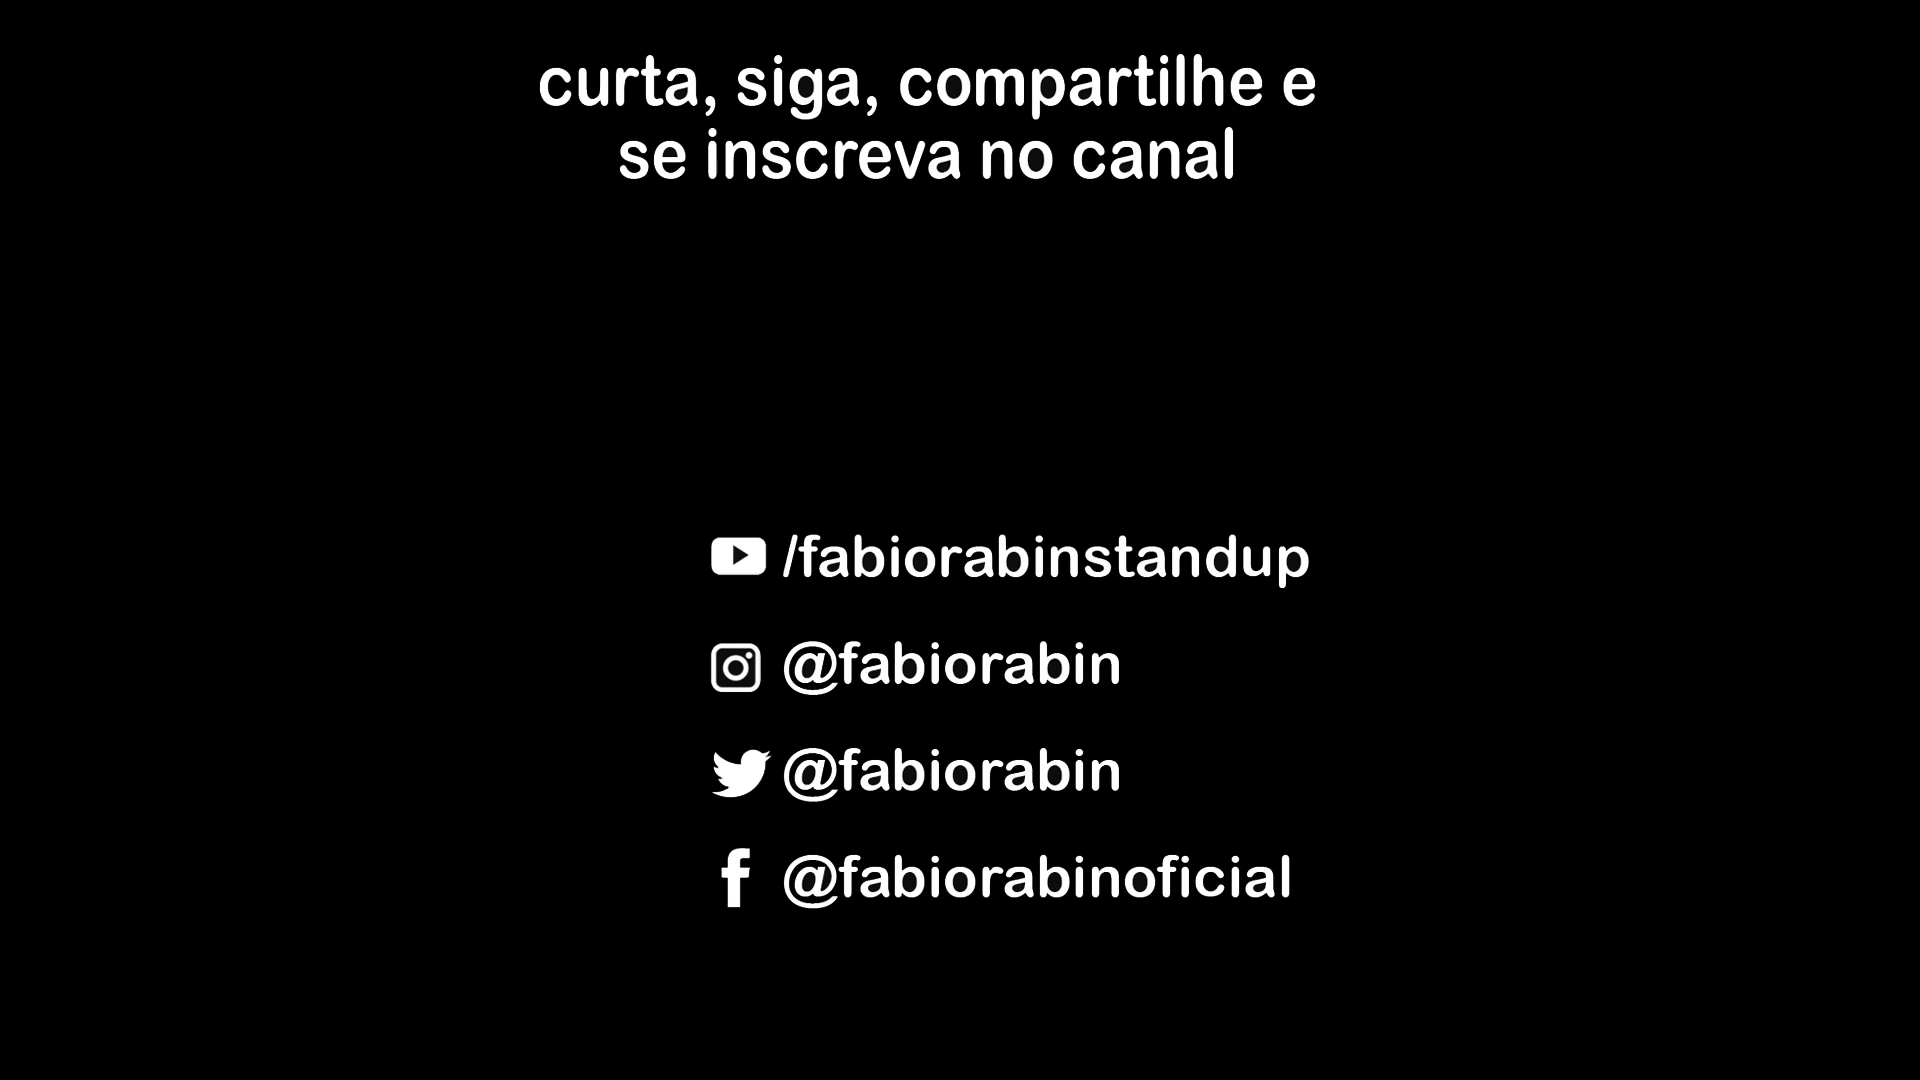 curta, siga, compartilhe e
se inscreva no canal
/fabiorabinstandup
@fabiorabin
@fabiorabin
@fabiorabinoficial